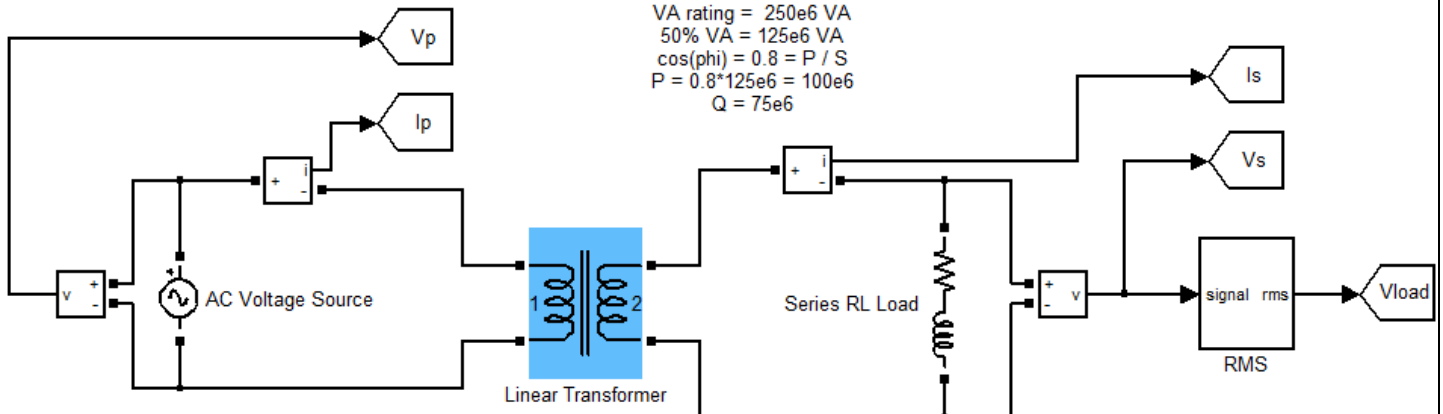 VA rating = 250e6 VA
50% VA = 125e6 VA
cos(phi) = 0.8 = P / S
P = 0.8*125e6 = 100e6
Q = 75e6
Vp
Ip
Is
Vs
+ i -
+ i -
v + -
AC Voltage Source
1 2
Linear Transformer
Series RL Load
+ - v
signal rms
RMS
Vload